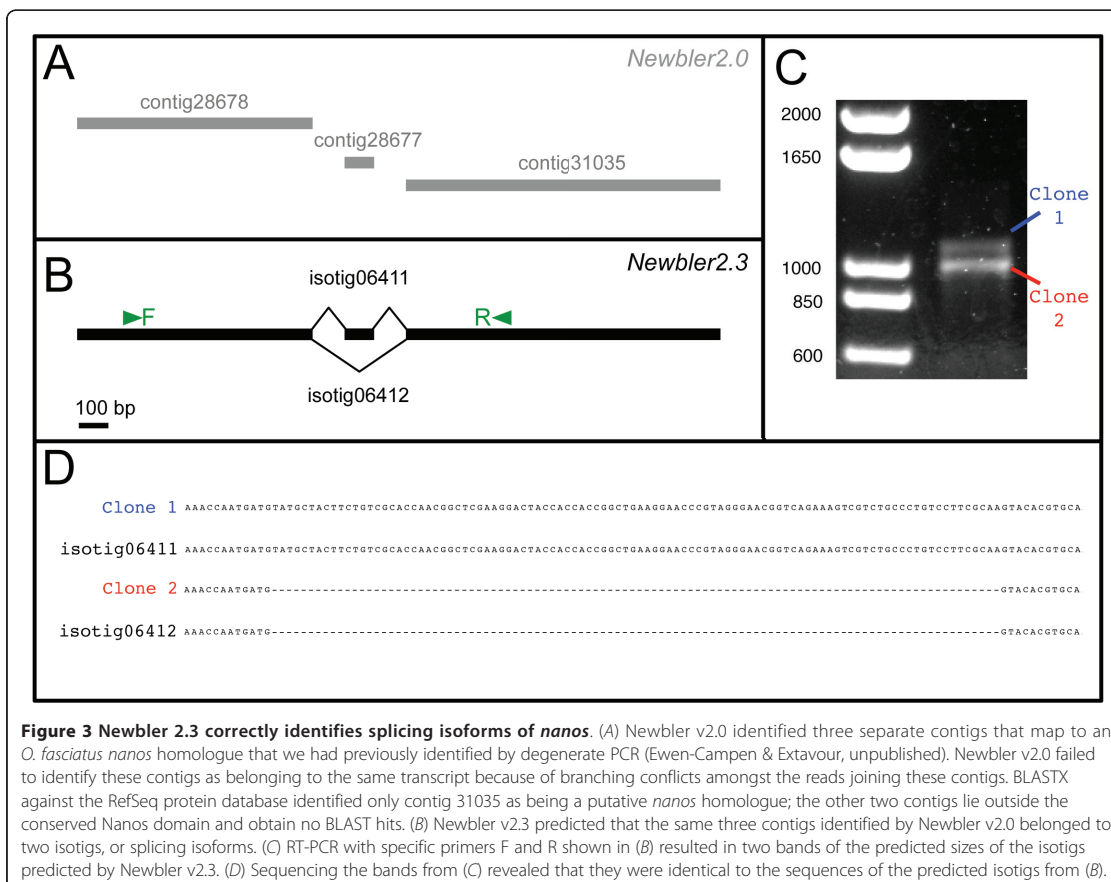 A
Newbler2.0
contig28678
contig28677
contig31035
B
Newbler2.3
isotig06411
F
R
isotig06412
100 bp
C
2000
1650
1000
850
600
Clone
1
Clone
2
D
Clone 1 AAACCAATGATGTATGCTACTTCTGTCGCACCAACGGCTCGAAGGACTACCACCACCGGCTGAAGGAACCCGTAGGGAACGGTCAGAAAGTCGTCTGCCCTGTCCTTCGCAAGTACACGTGCA
isotig06411 AAACCAATGATGTATGCTACTTCTGTCGCACCAACGGCTCGAAGGACTACCACCACCGGCTGAAGGAACCCGTAGGGAACGGTCAGAAAGTCGTCTGCCCTGTCCTTCGCAAGTACACGTGCA
Clone 2 AAACCAATGATG----------------------------------------------------------------------------------------------------GTACACGTGCA
isotig06412 AAACCAATGATG----------------------------------------------------------------------------------------------------GTACACGTGCA
Figure 3 Newbler 2.3 correctly identifies splicing isoforms of nanos. (A) Newbler v2.0 identified three separate contigs that map to an
O. fasciatus nanos homologue that we had previously identified by degenerate PCR (Ewen-Campen & Extavour, unpublished). Newbler v2.0 failed
to identify these contigs as belonging to the same transcript because of branching conflicts amongst the reads joining these contigs. BLASTX
against the RefSeq protein database identified only contig 31035 as being a putative nanos homologue; the other two contigs lie outside the
conserved Nanos domain and obtain no BLAST hits. (B) Newbler v2.3 predicted that the same three contigs identified by Newbler v2.0 belonged to
two isotigs, or splicing isoforms. (C) RT-PCR with specific primers F and R shown in (B) resulted in two bands of the predicted sizes of the isotigs
predicted by Newbler v2.3. (D) Sequencing the bands from (C) revealed that they were identical to the sequences of the predicted isotigs from (B).